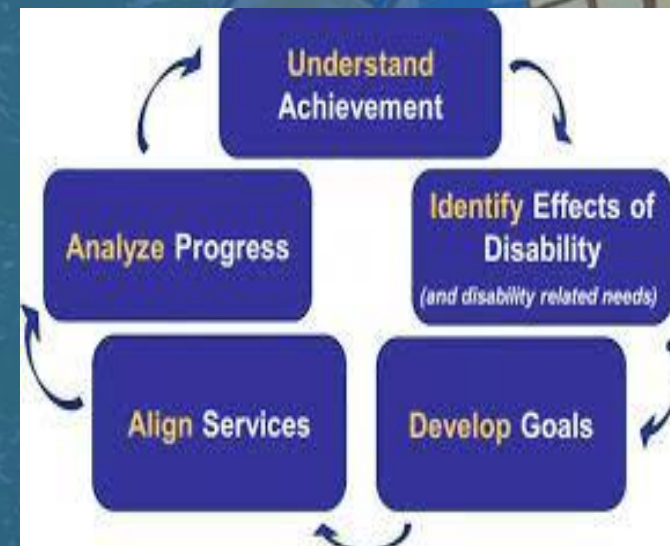 Understand
Achievement
Identify Effects of
Disability
(and disability related needs)
Develop Goals
Align Services
Analyze Progress